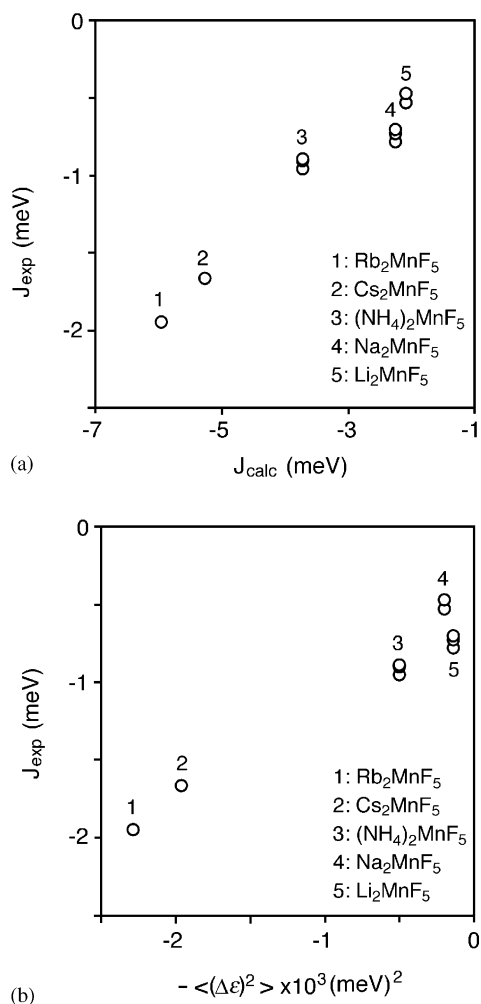 0
-1
-2
J_exp (meV)
1
2
3
4
5
1: Rb₂MnF₅
2: Cs₂MnF₅
3: (NH₄)₂MnF₅
4: Na₂MnF₅
5: Li₂MnF₅
-7
-5
-3
-1
(a)
J_calc (meV)
0
-1
-2
J_exp (meV)
1
2
3
4
5
1: Rb₂MnF₅
2: Cs₂MnF₅
3: (NH₄)₂MnF₅
4: Na₂MnF₅
5: Li₂MnF₅
-2
-1
0
(b)
– <(Δε)²> x10³ (meV)²